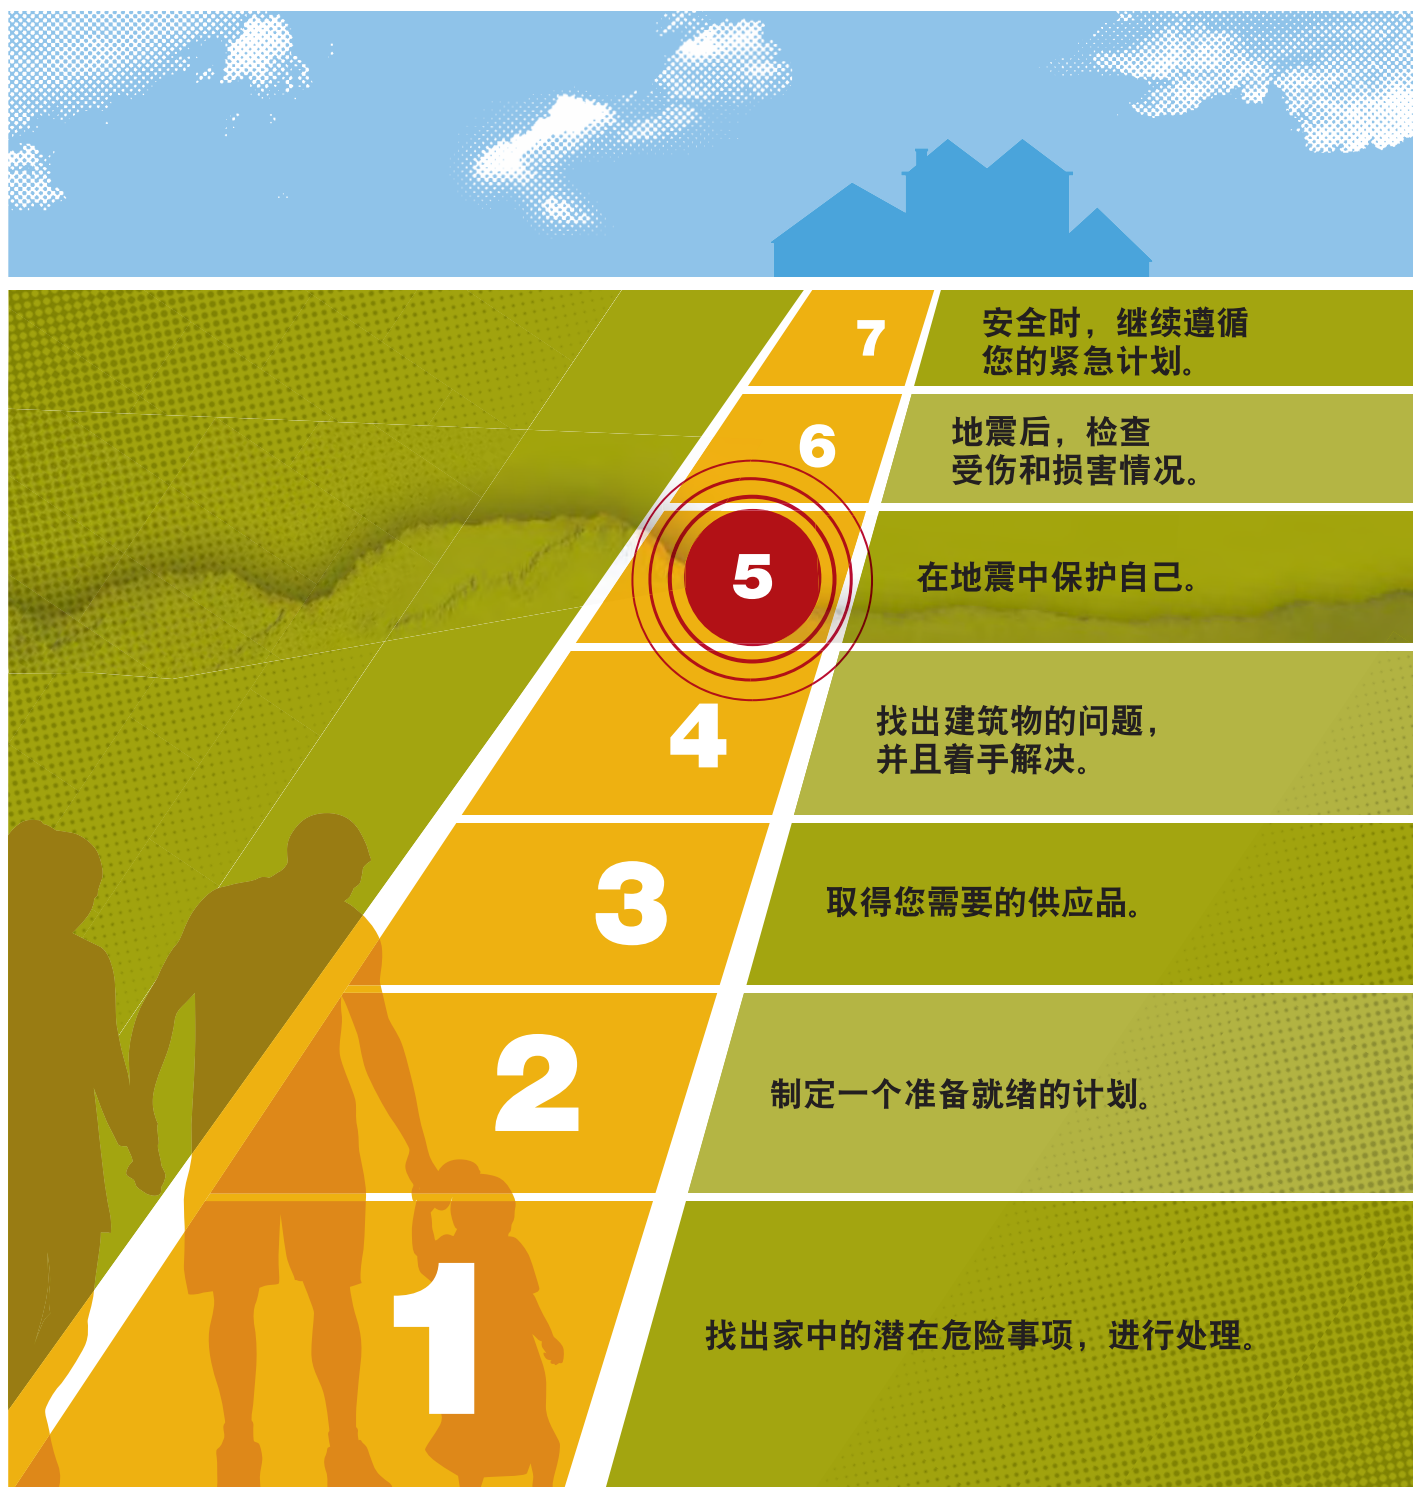 7
安全时，继续遵循
您的紧急计划。
6
地震后，检查
受伤和损害情况。
5
在地震中保护自己。
4
找出建筑物的问题，
并且着手解决。
3
取得您需要的供应品。
2
制定一个准备就绪的计划。
1
找出家中的潜在危险事项，进行处理。